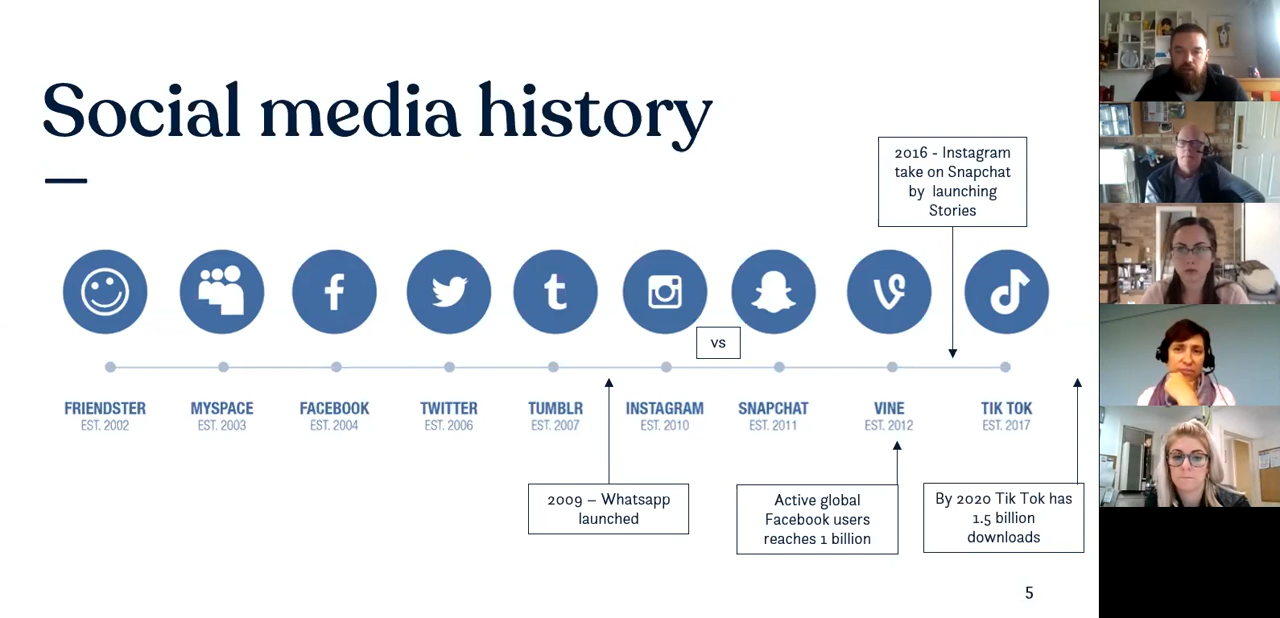 Social media history
2016 - Instagram
take on Snapchat
by launching
Stories
vs
FRIENDSTER
EST. 2002
MYSPACE
EST. 2003
FACEBOOK
EST. 2004
TWITTER
EST. 2006
TUMBLR
EST. 2007
INSTAGRAM
EST. 2010
SNAPCHAT
EST. 2011
VINE
EST. 2012
TIK TOK
EST. 2017
2009 – Whatsapp
launched
Active global
Facebook users
reaches 1 billion
By 2020 Tik Tok has
1.5 billion
downloads
5